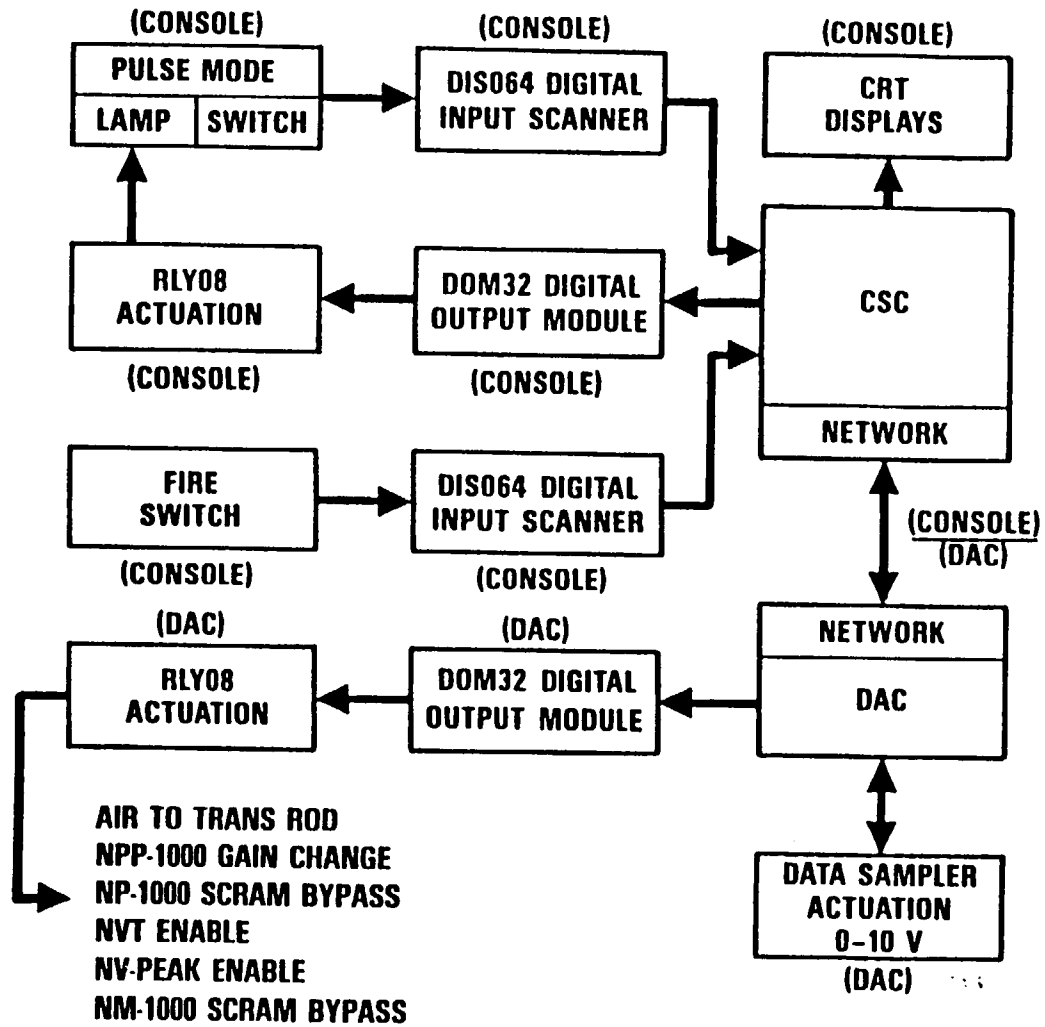 (CONSOLE)
PULSE MODE
LAMP
SWITCH
(CONSOLE)
DIS064 DIGITAL
INPUT SCANNER
(CONSOLE)
CRT
DISPLAYS
RLY08
ACTUATION
(CONSOLE)
DOM32 DIGITAL
OUTPUT MODULE
(CONSOLE)
CSC
NETWORK
FIRE
SWITCH
(CONSOLE)
DIS064 DIGITAL
INPUT SCANNER
(CONSOLE)
(CONSOLE)
(DAC)
(DAC)
RLY08
ACTUATION
(DAC)
DOM32 DIGITAL
OUTPUT MODULE
NETWORK
DAC
AIR TO TRANS ROD
NPP-1000 GAIN CHANGE
NP-1000 SCRAM BYPASS
NVT ENABLE
NV-PEAK ENABLE
NM-1000 SCRAM BYPASS
DATA SAMPLER
ACTUATION
0-10 V
(DAC)